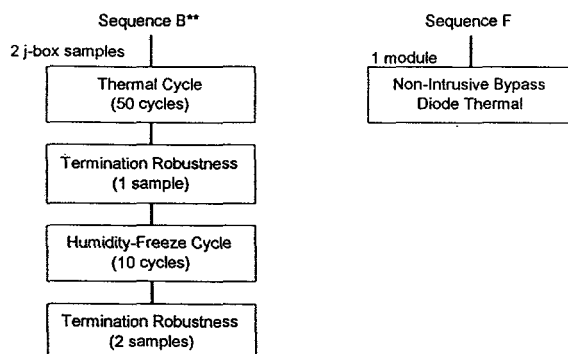 Sequence B**
2 j-box samples
Thermal Cycle
(50 cycles)
Termination Robustness
(1 sample)
Humidity-Freeze Cycle
(10 cycles)
Termination Robustness
(2 samples)
Sequence F
1 module
Non-Intrusive Bypass
Diode Thermal